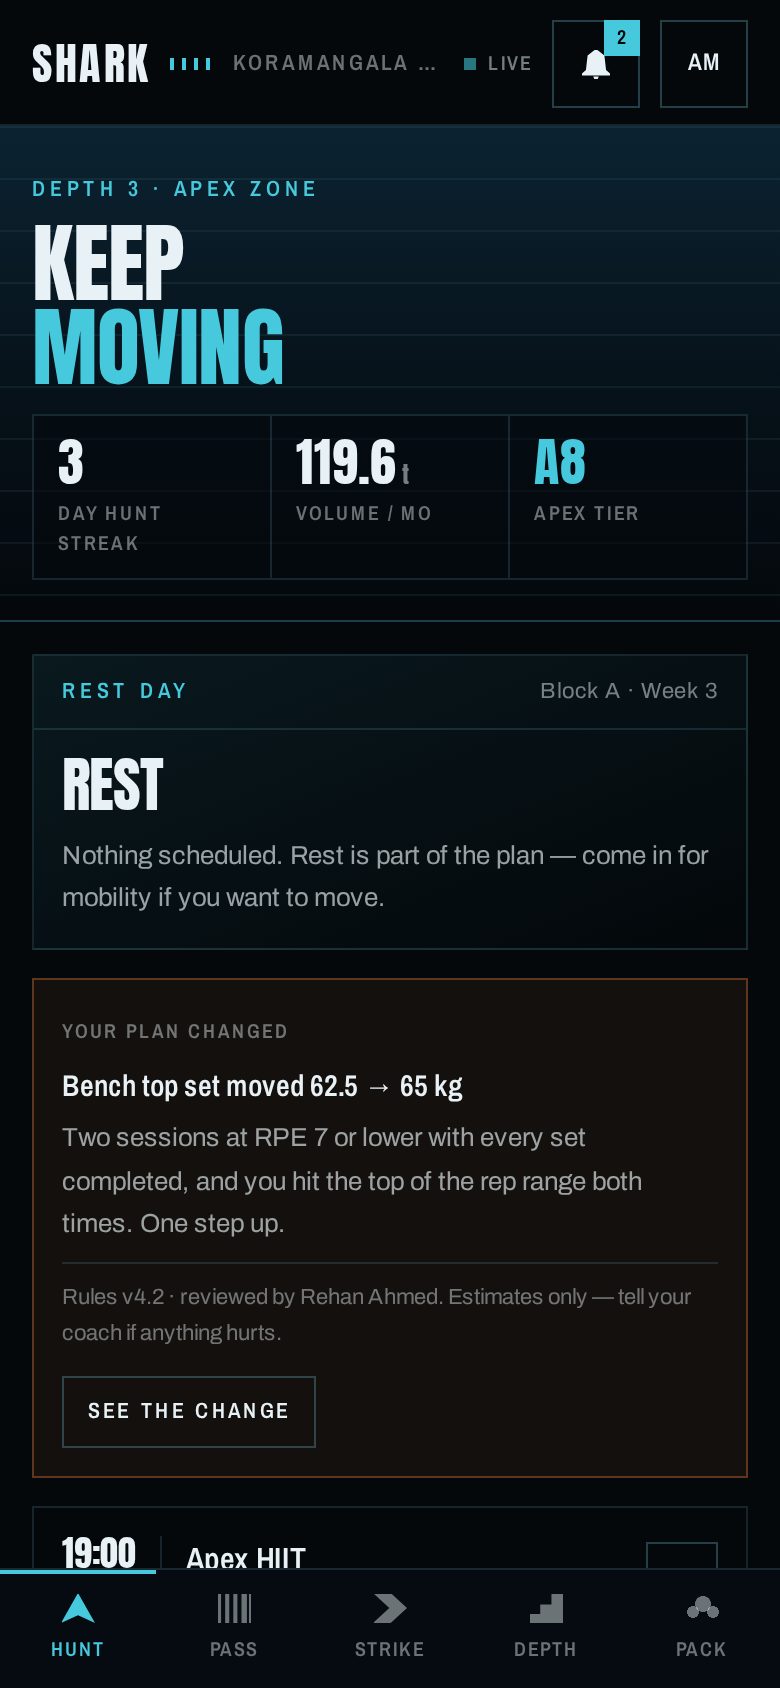 SHARK
KORAMANGALA ...
LIVE
2
AM
DEPTH 3 · APEX ZONE
KEEP
MOVING
3
DAY HUNT
STREAK
119.6 t
VOLUME / MO
A8
APEX TIER
REST DAY
Block A · Week 3
REST
Nothing scheduled. Rest is part of the plan — come in for
mobility if you want to move.
YOUR PLAN CHANGED
Bench top set moved 62.5 → 65 kg
Two sessions at RPE 7 or lower with every set
completed, and you hit the top of the rep range both
times. One step up.
Rules v4.2 · reviewed by Rehan Ahmed. Estimates only — tell your
coach if anything hurts.
SEE THE CHANGE
19:00
Apex HIIT
HUNT
PASS
STRIKE
DEPTH
PACK